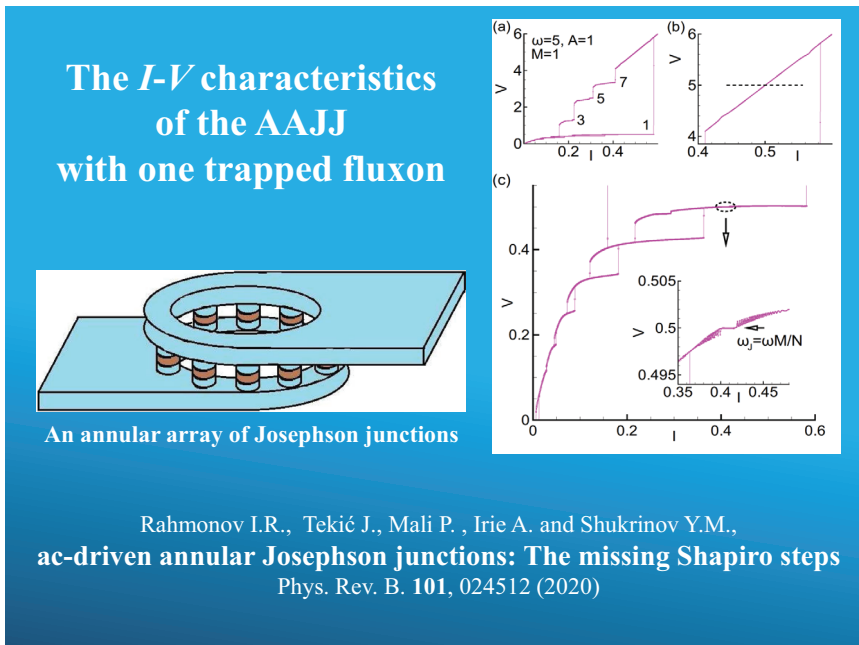 The I-V characteristics
of the AAJJ
with one trapped fluxon
An annular array of Josephson junctions
(a)
ω=5, A=1
M=1
6
4
2
0
V
0.2
0.4
I
1
3
5
7
(b)
6
5
4
V
0.4
0.5
I
(c)
0.4
0.2
0
V
0
0.2
0.4
0.6
I
0.505
0.5
0.495
V
0.35
0.4
0.45
I
ωJ=ωM/N
Rahmonov I.R., Tekić J., Mali P. , Irie A. and Shukrinov Y.M.,
ac-driven annular Josephson junctions: The missing Shapiro steps
Phys. Rev. B. 101, 024512 (2020)